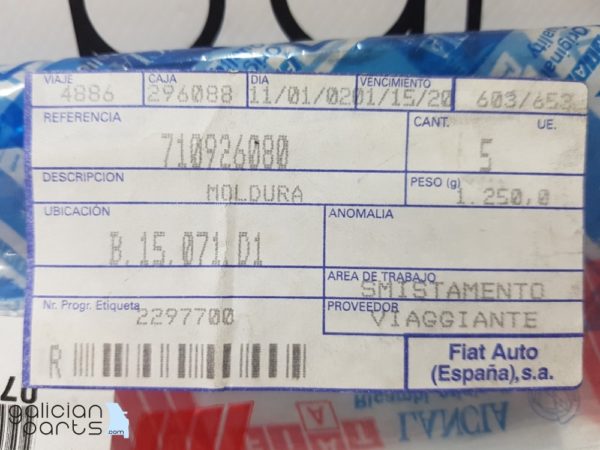 VIAJE CAJA DIA VENCIMIENTO
4886 296088 11/01/02 01/15/20 603/653
REFERENCIA CANT. UE.
710926080 5
DESCRIPCION PESO (g)
MOLDURA 1.250,0
UBICACIÓN ANOMALIA
B.15.071.D1
AREA DE TRABAJO
SMISTAMENTO
Nr. Progr. Etiqueta PROVEEDOR
2297700 VIAGGIANTE
R
Fiat Auto
(España), s.a.
galician
parts.com
FIAT LANCIA